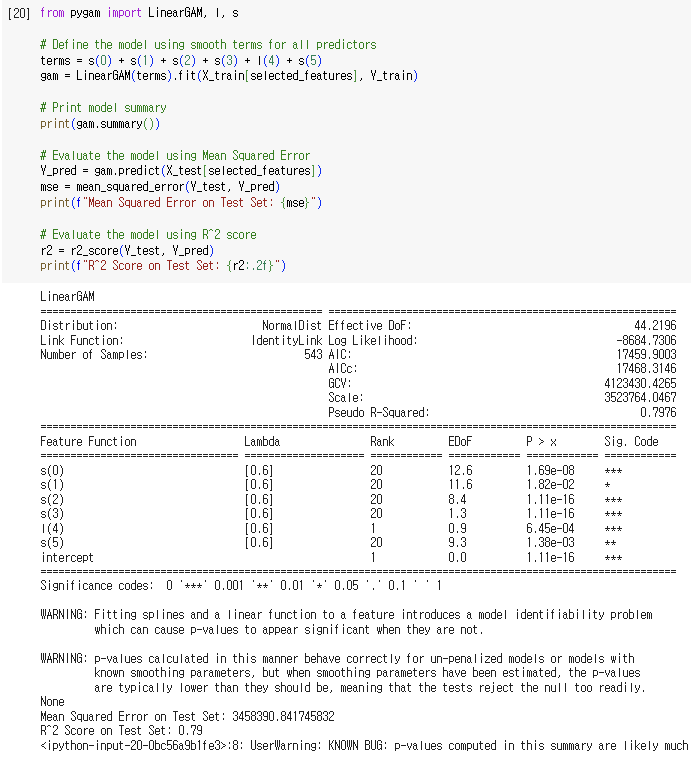 [20] from pygam import LinearGAM, l, s

# Define the model using smooth terms for all predictors
terms = s(0) + s(1) + s(2) + s(3) + l(4) + s(5)
gam = LinearGAM(terms).fit(X_train[selected_features], Y_train)

# Print model summary
print(gam.summary())

# Evaluate the model using Mean Squared Error
Y_pred = gam.predict(X_test[selected_features])
mse = mean_squared_error(Y_test, Y_pred)
print(f"Mean Squared Error on Test Set: {mse}")

# Evaluate the model using R^2 score
r2 = r2_score(Y_test, Y_pred)
print(f"R^2 Score on Test Set: {r2:.2f}")

LinearGAM
=============================================== ==========================================================
Distribution: NormalDist Effective DoF: 44.2196
Link Function: IdentityLink Log Likelihood: -8684.7306
Number of Samples: 543 AIC: 17459.9003
AICc: 17468.3146
GCV: 4123430.4265
Scale: 3523764.0467
Pseudo R-Squared: 0.7976
==========================================================================================================
Feature Function Lambda Rank EDoF P > x Sig. Code
================================= ==================== ============ ============ ============ ============
s(0) [0.6] 20 12.6 1.69e-08 ***
s(1) [0.6] 20 11.6 1.82e-02 *
s(2) [0.6] 20 8.4 1.11e-16 ***
s(3) [0.6] 20 1.3 1.11e-16 ***
l(4) [0.6] 1 0.9 6.45e-04 ***
s(5) [0.6] 20 9.3 1.38e-03 **
intercept 1 0.0 1.11e-16 ***
==========================================================================================================
Significance codes: 0 '***' 0.001 '**' 0.01 '*' 0.05 '.' 0.1 ' ' 1

WARNING: Fitting splines and a linear function to a feature introduces a model identifiability problem
which can cause p-values to appear significant when they are not.

WARNING: p-values calculated in this manner behave correctly for un-penalized models or models with
known smoothing parameters, but when smoothing parameters have been estimated, the p-values
are typically lower than they should be, meaning that the tests reject the null too readily.
None
Mean Squared Error on Test Set: 3458390.841745832
R^2 Score on Test Set: 0.79
<ipython-input-20-0bc56a9b1fe3>:8: UserWarning: KNOWN BUG: p-values computed in this summary are likely much